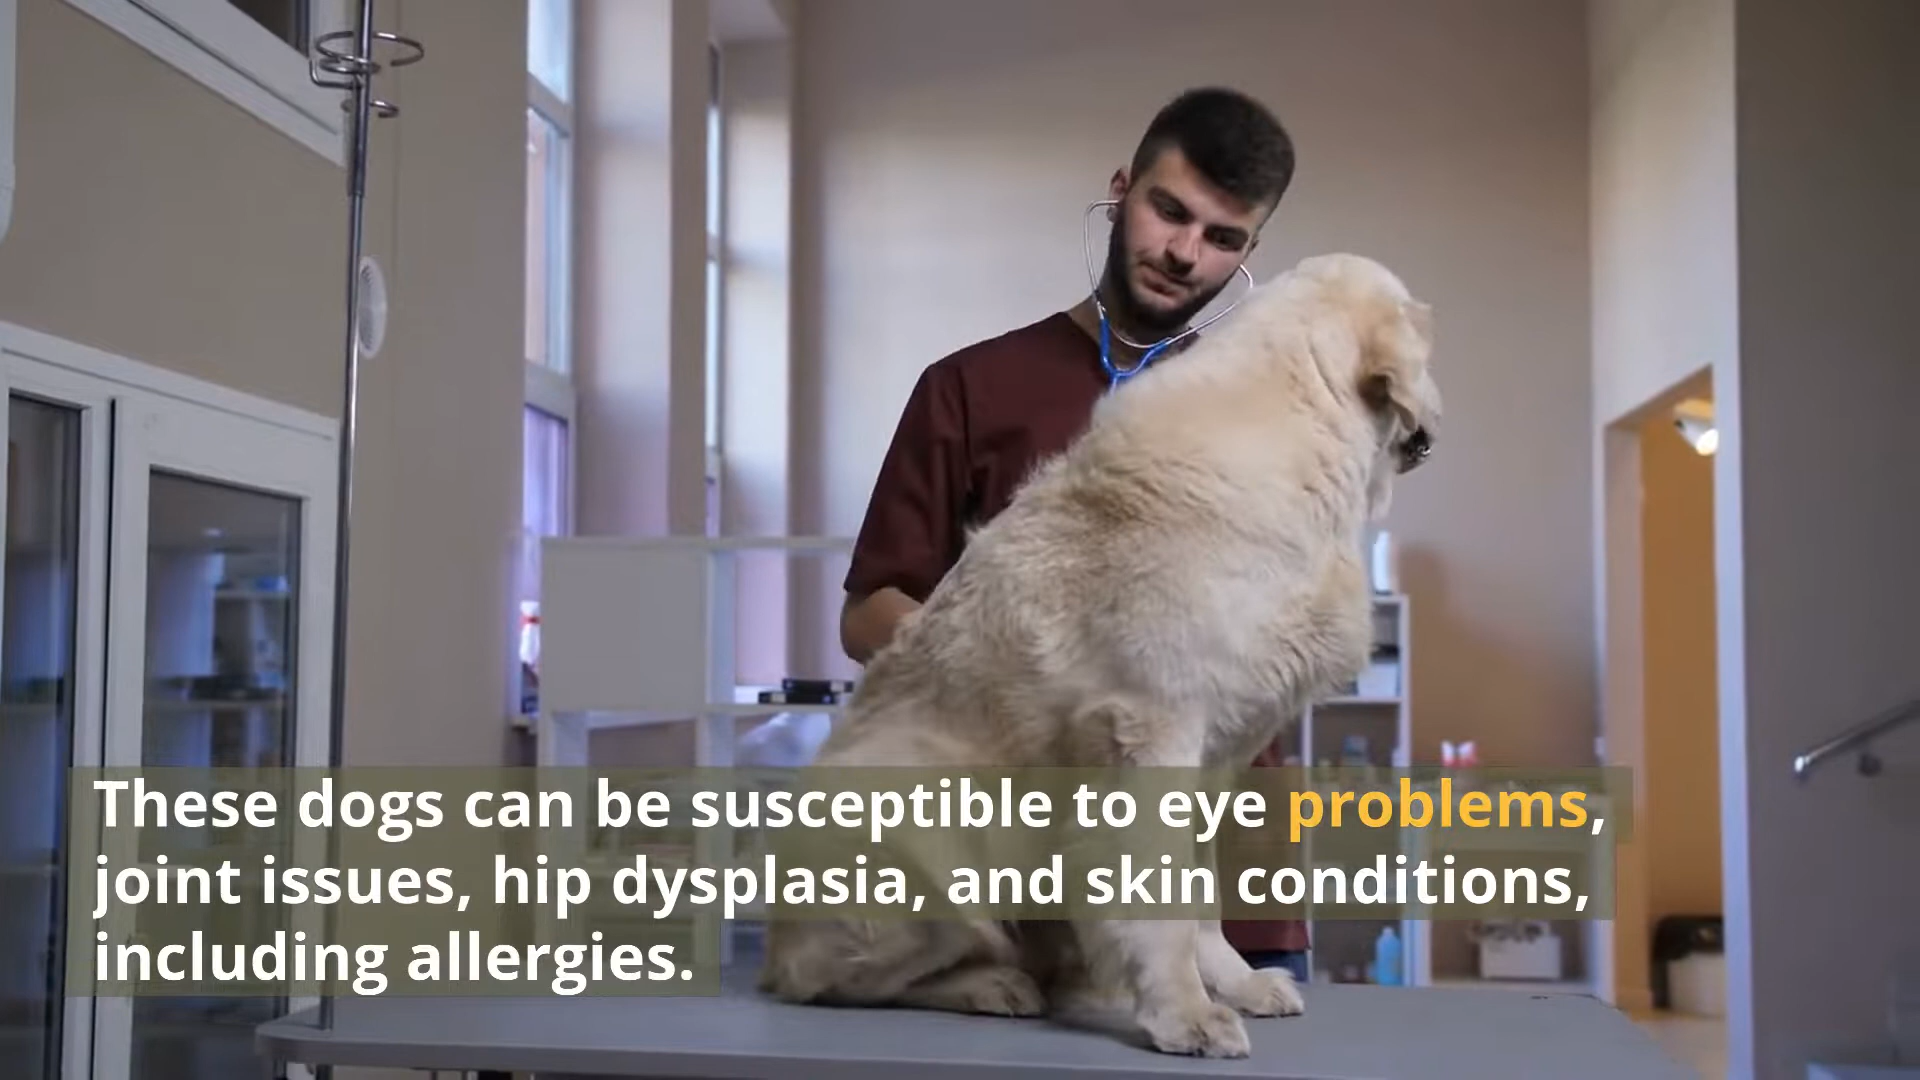 These dogs can be susceptible to eye problems,
joint issues, hip dysplasia, and skin conditions,
including allergies.